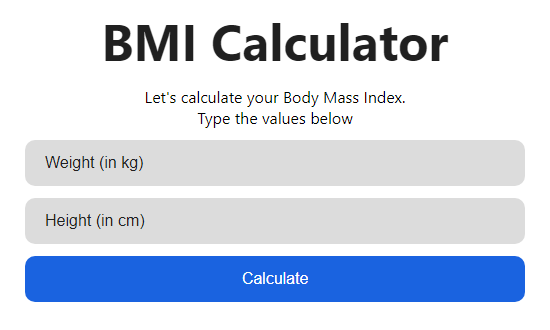 BMI Calculator
Let's calculate your Body Mass Index.
Type the values below
Weight (in kg)
Height (in cm)
Calculate